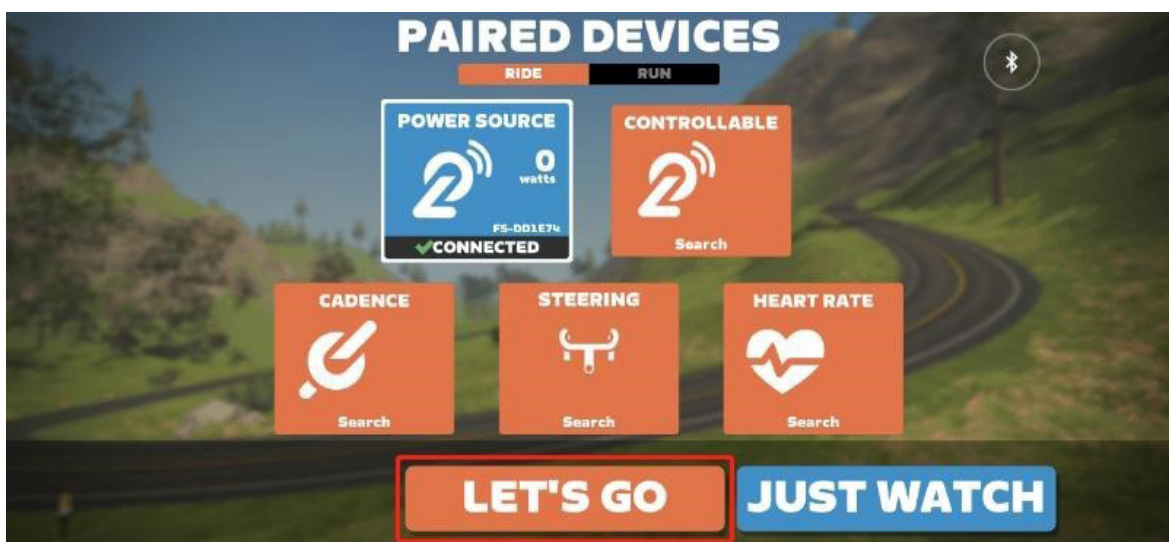 PAIRED DEVICES
RIDE
RUN
POWER SOURCE
0
watts
FS-DD1E74
CONNECTED
CONTROLLABLE
Search
CADENCE
Search
STEERING
Search
HEART RATE
Search
LET'S GO
JUST WATCH